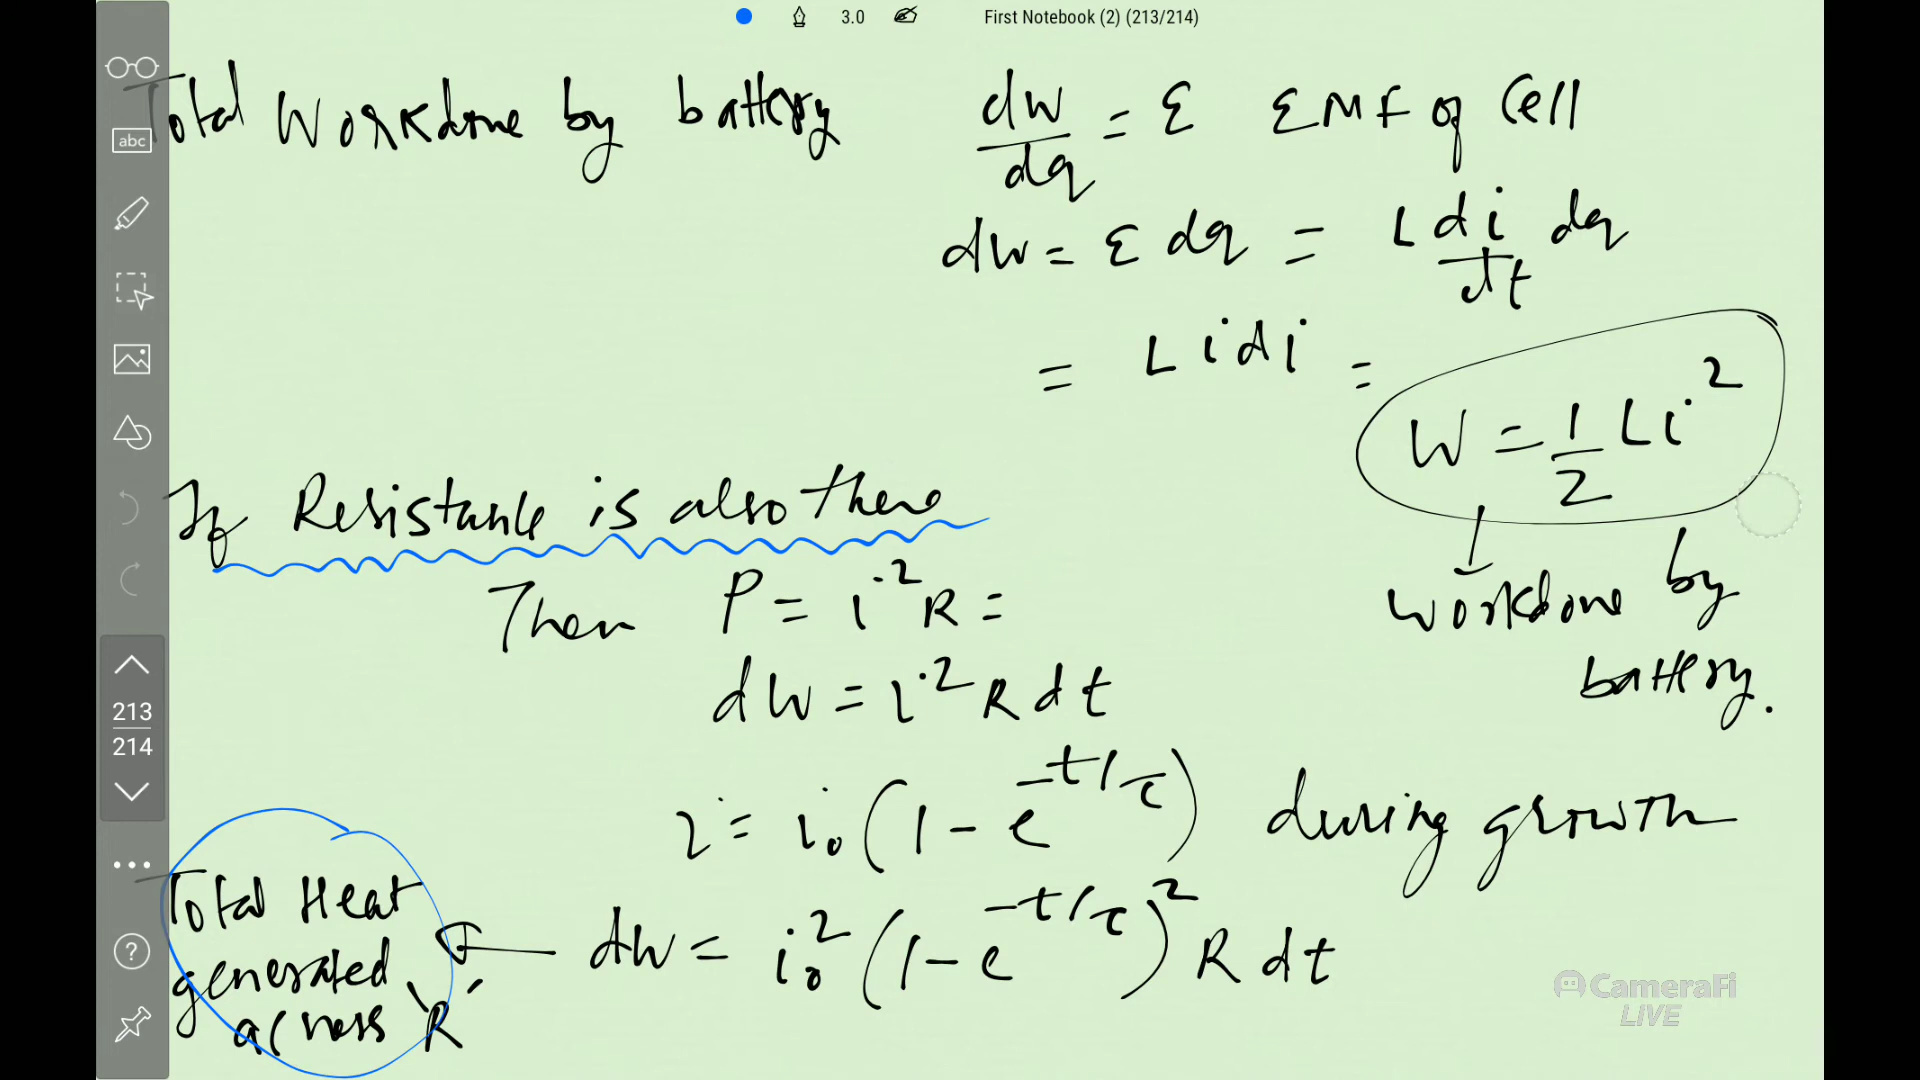 3.0 First Notebook (2) (213/214)
Total Workdone by battery dw/dq = ε EMF of Cell
abc
dw = ε dq = L di/dt dq
= L i di =
W = 1/2 Li²
If Resistance is also there
Then P = i²R =
workdone by
battery.
dw = i²R dt
213
214
i = i₀(1 - e^(-t/τ)) during growth
Total Heat
generated
across 'R'
dw = i₀²(1 - e^(-t/τ))² R dt
CameraFi
LIVE